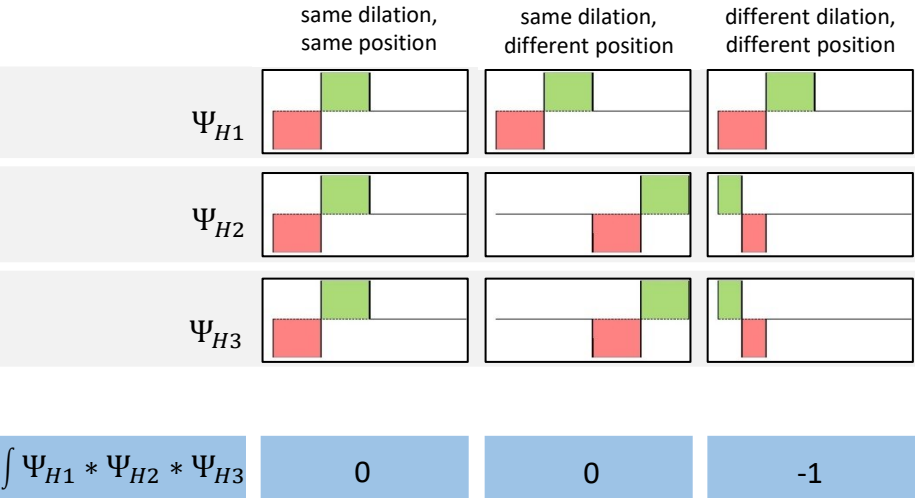 same dilation,
same position
same dilation,
different position
different dilation,
different position
Ψ_H1
Ψ_H2
Ψ_H3
∫ Ψ_H1 ∗ Ψ_H2 ∗ Ψ_H3 0 0 -1